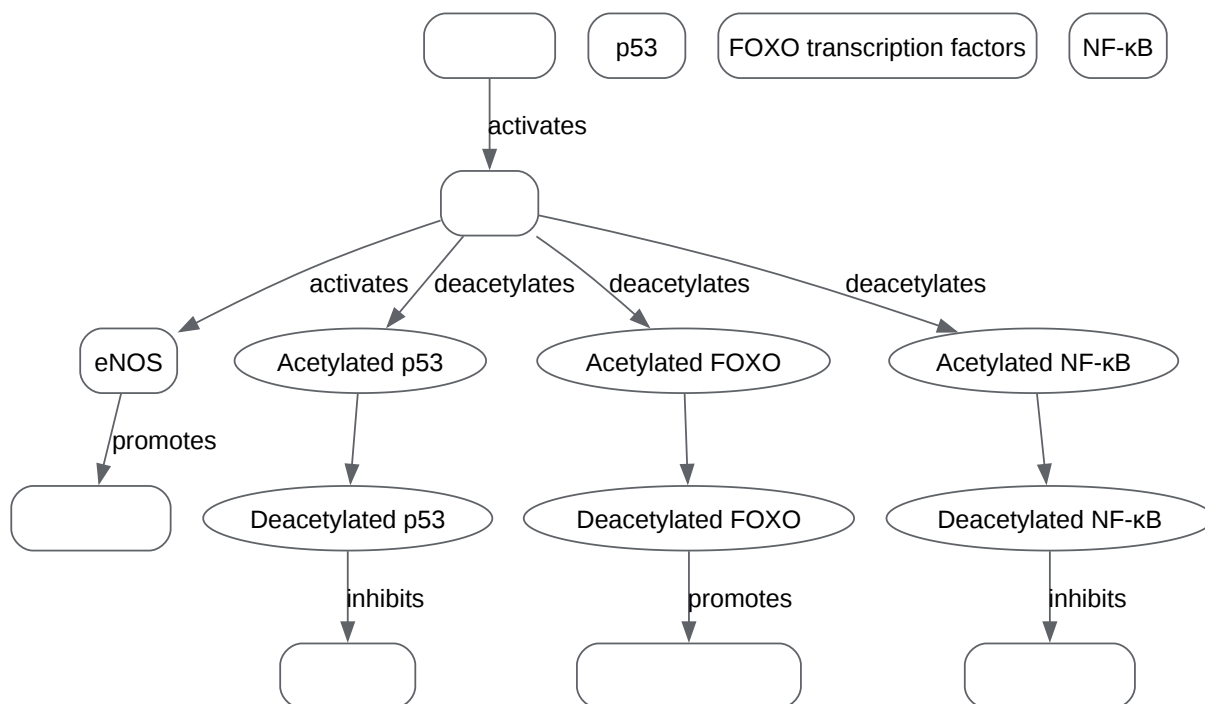 p53
FOXO transcription factors
NF-κB
activates
activates
deacetylates
deacetylates
deacetylates
eNOS
Acetylated p53
Acetylated FOXO
Acetylated NF-κB
promotes
Deacetylated p53
Deacetylated FOXO
Deacetylated NF-κB
inhibits
promotes
inhibits